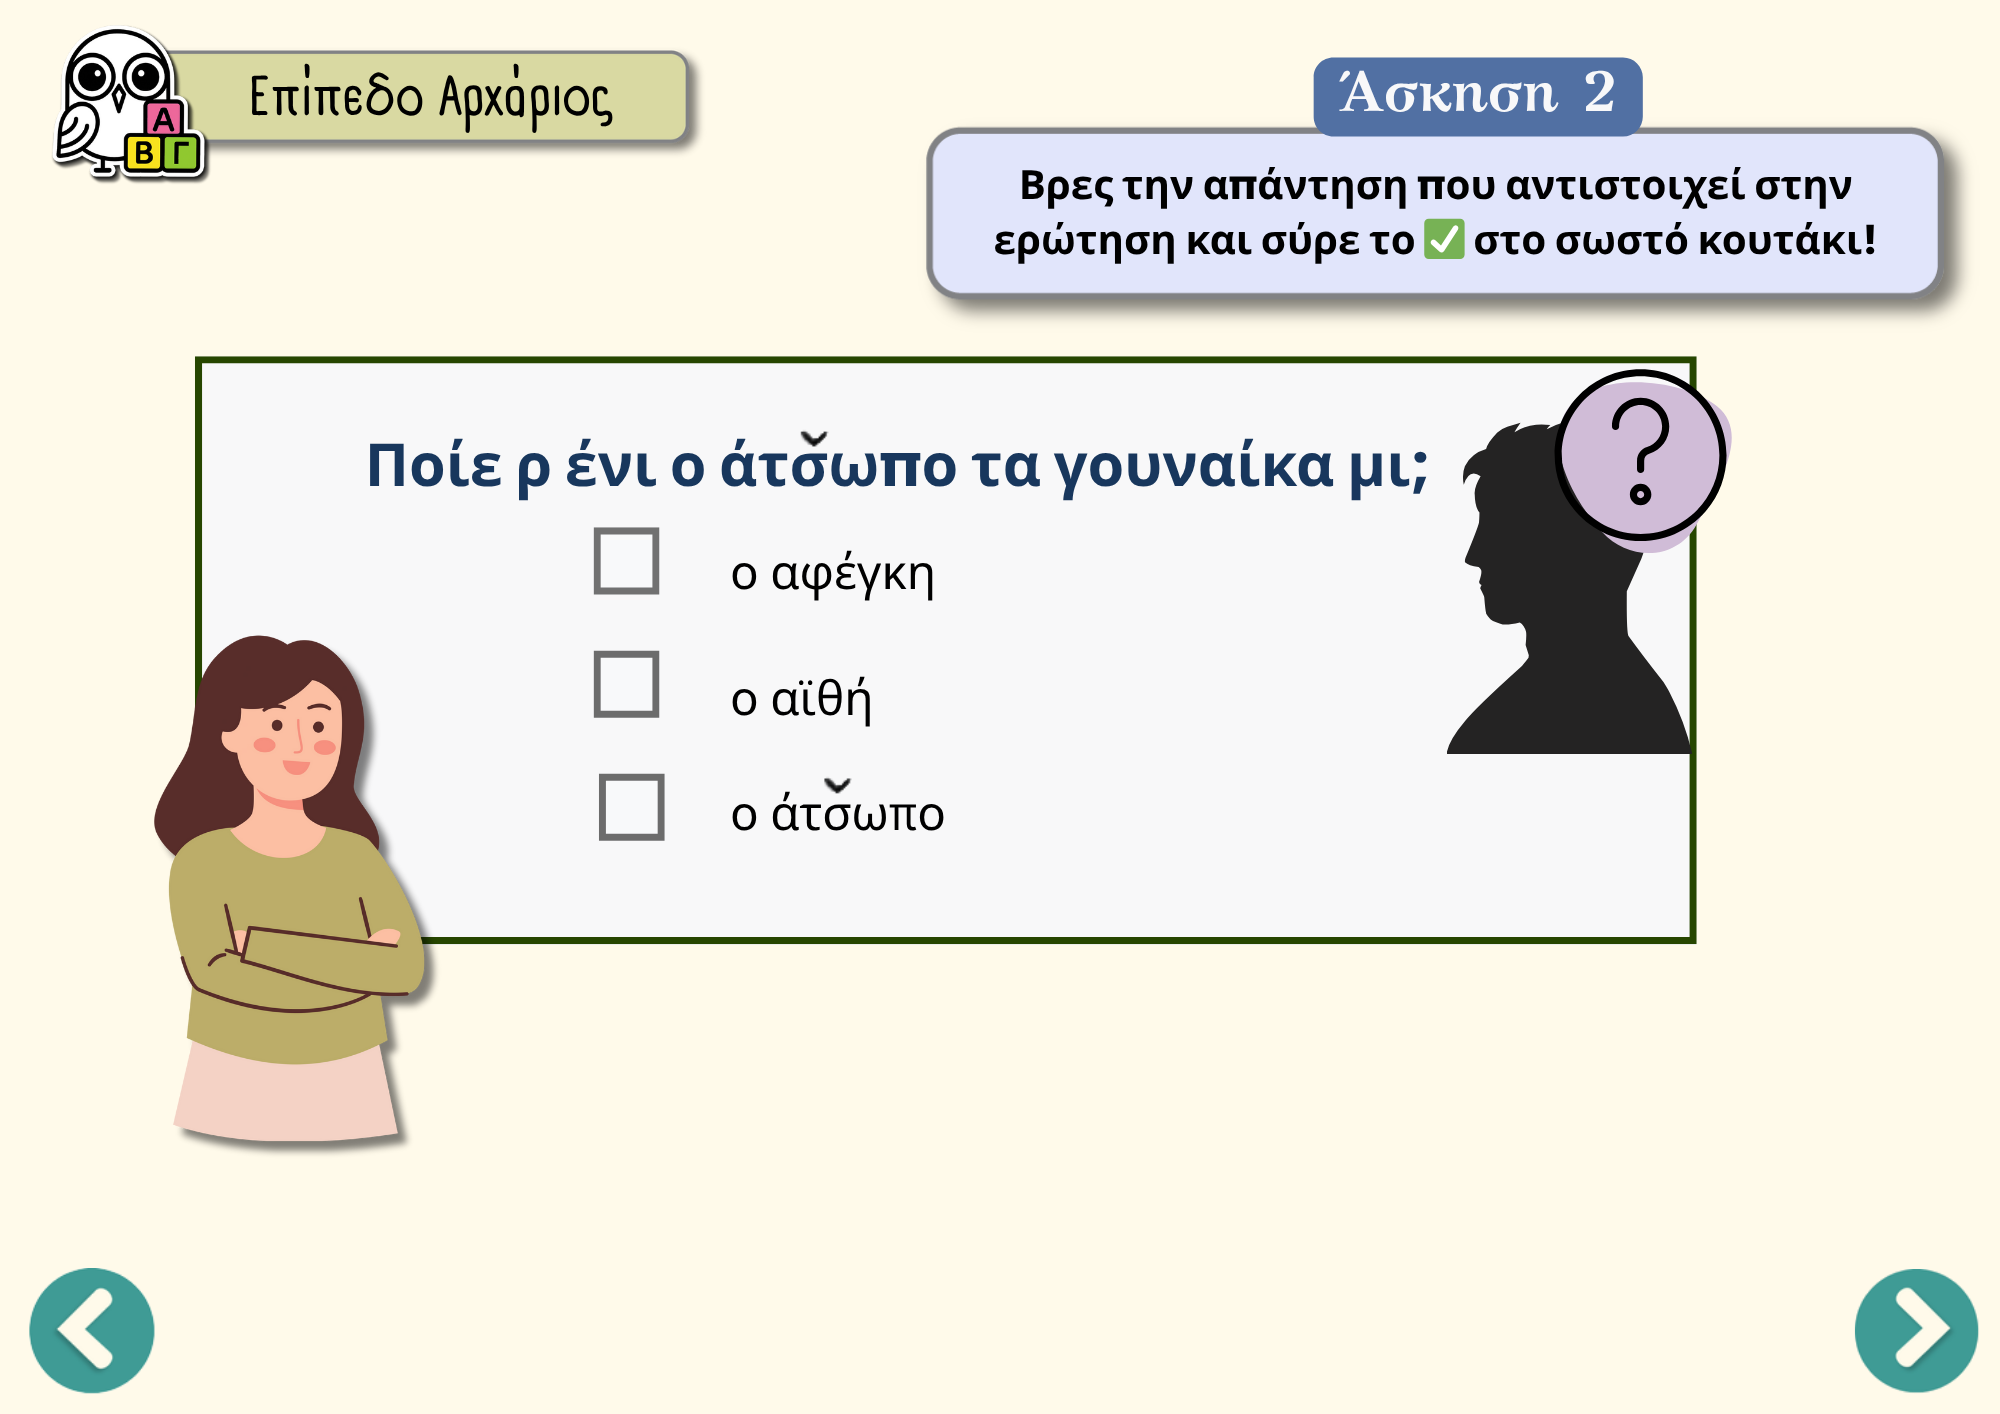 Επίπεδο Αρχάριος
Α
Β Γ
Άσκηση 2
Βρες την απάντηση που αντιστοιχεί στην
ερώτηση και σύρε το ✅ στο σωστό κουτάκι!
Ποίε ρ ένι ο άτσ̌ωπο τα γουναίκα μι;
ο αφέγκη
ο αϊθή
ο άτσ̌ωπο
?